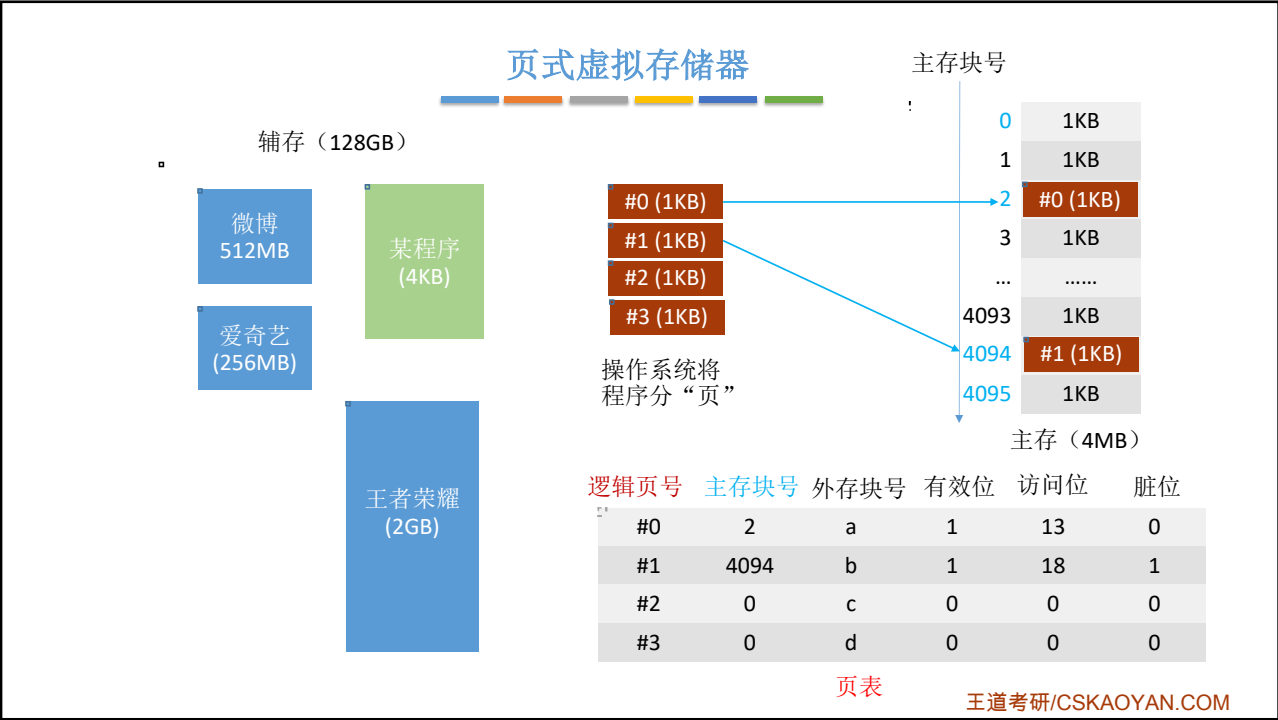 页式虚拟存储器
主存块号
辅存（128GB）
微博
512MB
某程序
(4KB)
爱奇艺
(256MB)
王者荣耀
(2GB)
#0 (1KB)
#1 (1KB)
#2 (1KB)
#3 (1KB)
操作系统将
程序分“页”
0 1KB
1 1KB
2 #0 (1KB)
3 1KB
... ......
4093 1KB
4094 #1 (1KB)
4095 1KB
主存（4MB）
逻辑页号 主存块号 外存块号 有效位 访问位 脏位
#0 2 a 1 13 0
#1 4094 b 1 18 1
#2 0 c 0 0 0
#3 0 d 0 0 0
页表
王道考研/CSKAOYAN.COM